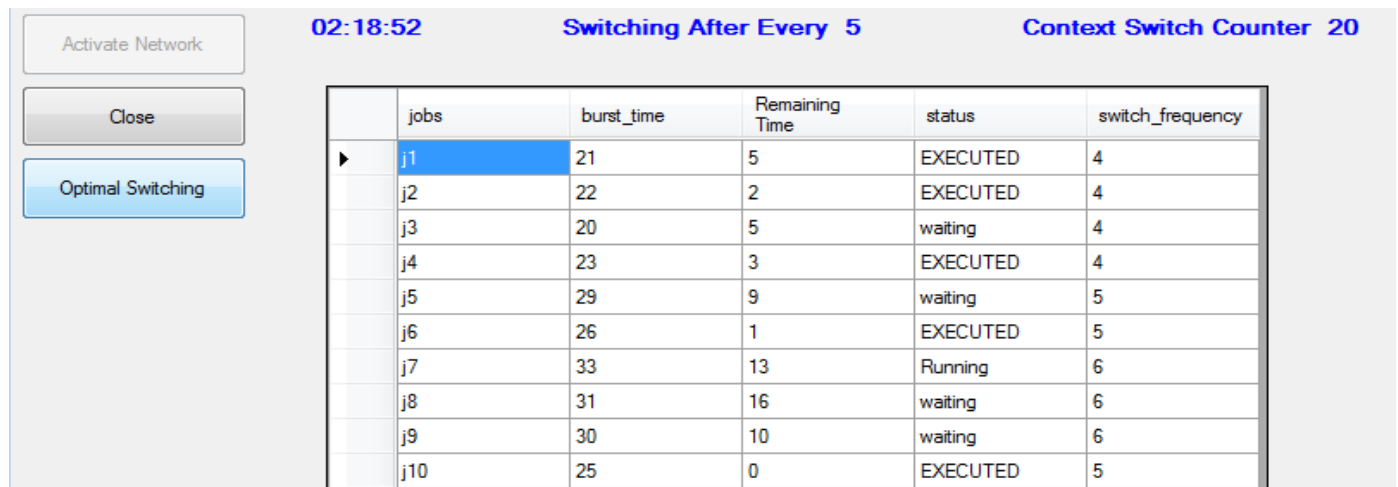 Activate Network
Close
Optimal Switching
02:18:52 Switching After Every 5 Context Switch Counter 20
jobs burst_time Remaining Time status switch_frequency
j1 21 5 EXECUTED 4
j2 22 2 EXECUTED 4
j3 20 5 waiting 4
j4 23 3 EXECUTED 4
j5 29 9 waiting 5
j6 26 1 EXECUTED 5
j7 33 13 Running 6
j8 31 16 waiting 6
j9 30 10 waiting 6
j10 25 0 EXECUTED 5